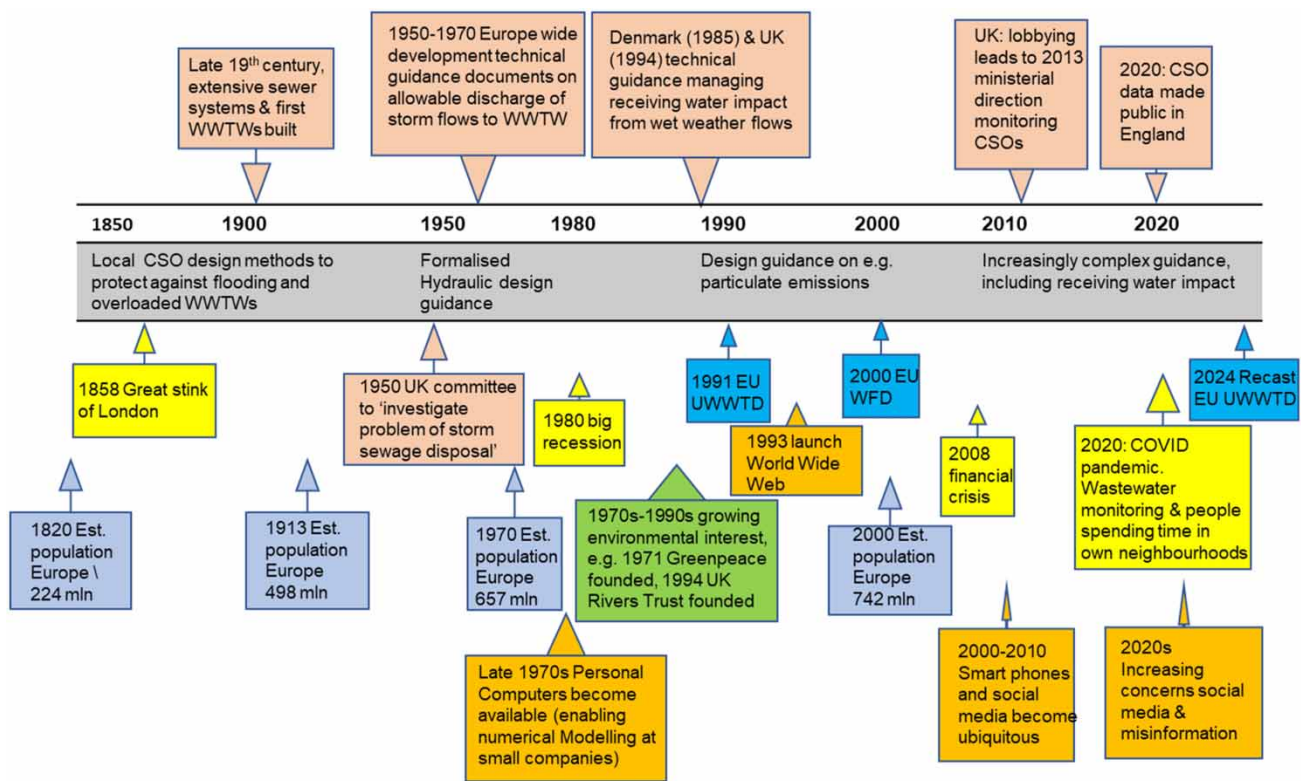 Late 19th century,
extensive sewer
systems & first
WWTWs built
1950-1970 Europe wide
development technical
guidance documents on
allowable discharge of
storm flows to WWTW
Denmark (1985) & UK
(1994) technical
guidance managing
receiving water impact
from wet weather flows
UK: lobbying
leads to 2013
ministerial
direction
monitoring
CSOs
2020: CSO
data made
public in
England
1850
1900
1950
1980
1990
2000
2010
2020
Local CSO design methods to
protect against flooding and
overloaded WWTWs
Formalised
Hydraulic design
guidance
Design guidance on e.g.
particulate emissions
Increasingly complex guidance,
including receiving water impact
1858 Great stink
of London
1950 UK committee
to ‘investigate
problem of storm
sewage disposal’
1980 big
recession
1991 EU
UWWTD
1993 launch
World Wide
Web
2000 EU
WFD
2008
financial
crisis
2020: COVID
pandemic.
Wastewater
monitoring & people
spending time in
own neighbourhoods
2024 Recast
EU UWWTD
1820 Est.
population
Europe \
224 mln
1913 Est.
population
Europe
498 mln
1970 Est.
population
Europe
657 mln
1970s-1990s growing
environmental interest,
e.g. 1971 Greenpeace
founded, 1994 UK
Rivers Trust founded
2000 Est.
population
Europe
742 mln
Late 1970s Personal
Computers become
available (enabling
numerical Modelling at
small companies)
2000-2010
Smart phones
and social
media become
ubiquitous
2020s
Increasing
concerns social
media &
misinformation